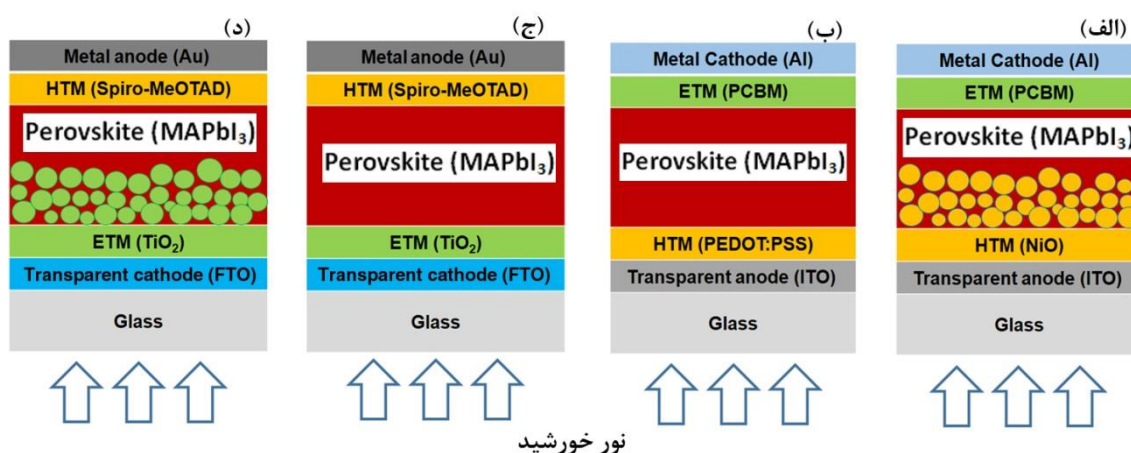 (د)
Metal anode (Au)
HTM (Spiro-MeOTAD)
Perovskite (MAPbI₃)
ETM (TiO₂)
Transparent cathode (FTO)
Glass
(ج)
Metal anode (Au)
HTM (Spiro-MeOTAD)
Perovskite (MAPbI₃)
ETM (TiO₂)
Transparent cathode (FTO)
Glass
(ب)
Metal Cathode (Al)
ETM (PCBM)
Perovskite (MAPbI₃)
HTM (PEDOT:PSS)
Transparent anode (ITO)
Glass
(الف)
Metal Cathode (Al)
ETM (PCBM)
Perovskite (MAPbI₃)
HTM (NiO)
Transparent anode (ITO)
Glass
نور خورشید